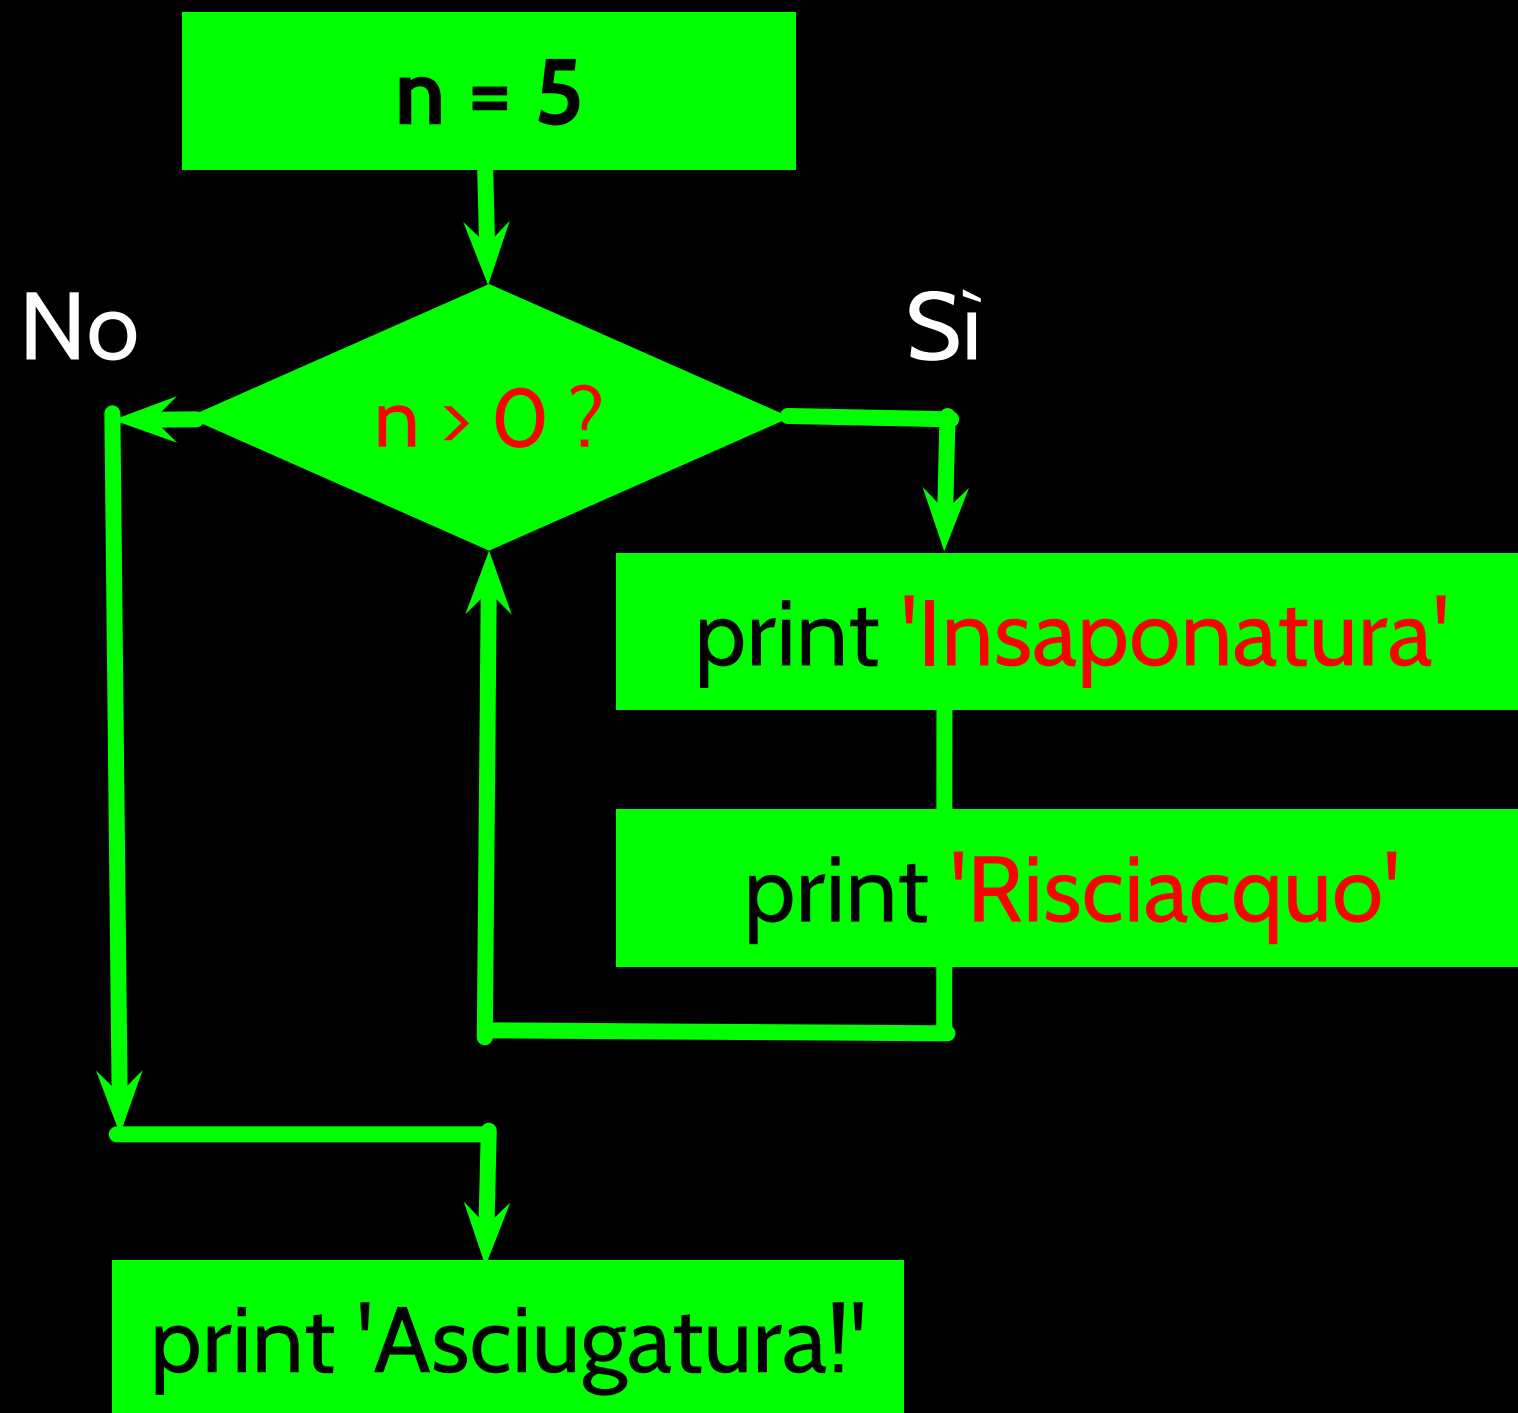 n = 5
No
Sì
n > 0 ?
print 'Insaponatura'
print 'Risciacquo'
print 'Asciugatura!'